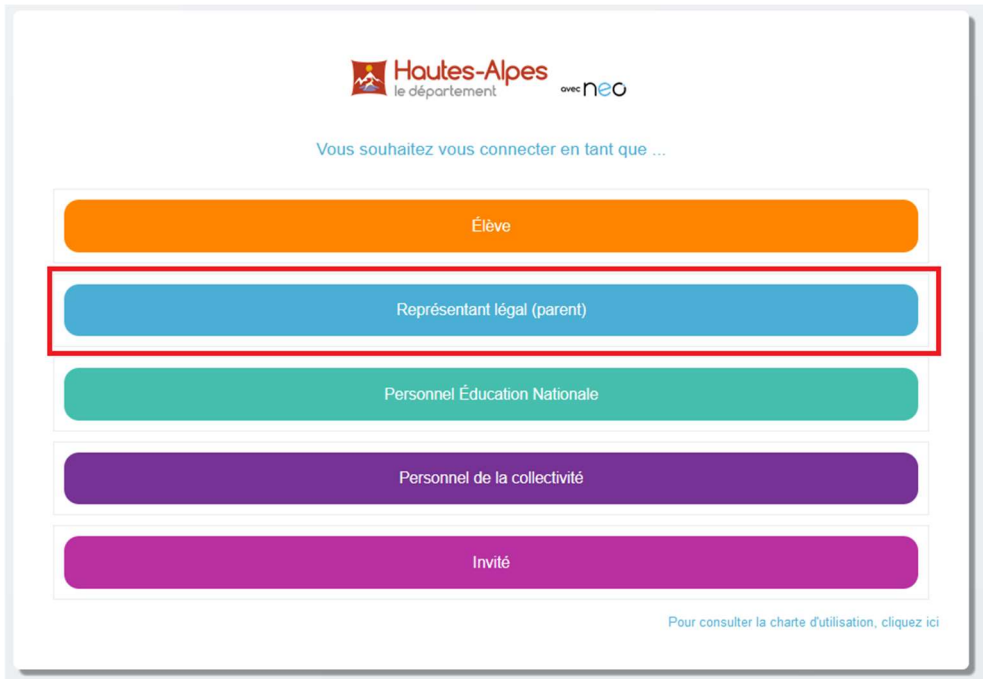 Hautes-Alpes
le département
avec neo
Vous souhaitez vous connecter en tant que ...
Élève
Représentant légal (parent)
Personnel Éducation Nationale
Personnel de la collectivité
Invité
Pour consulter la charte d'utilisation, cliquez ici